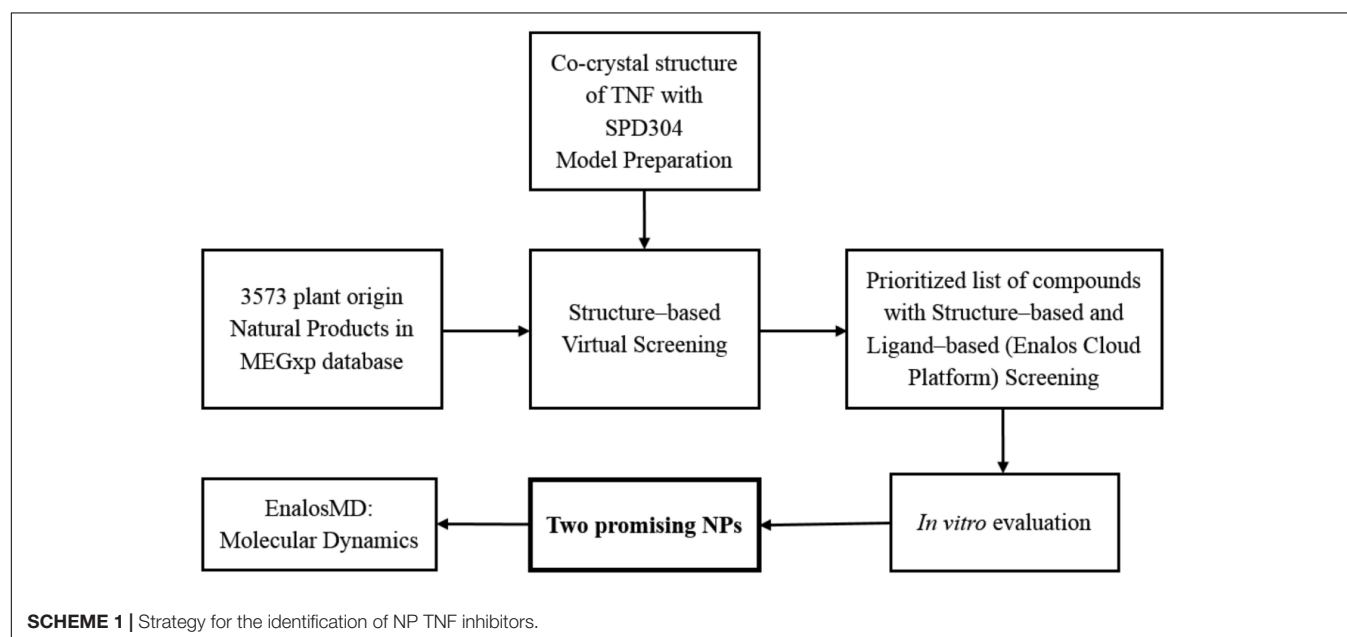 Co-crystal structure
of TNF with
SPD304
Model Preparation
3573 plant origin
Natural Products in
MEGxp database
Structure–based
Virtual Screening
Prioritized list of compounds
with Structure–based and
Ligand–based (Enalos Cloud
Platform) Screening
EnalosMD:
Molecular Dynamics
Two promising NPs
In vitro evaluation
SCHEME 1 | Strategy for the identification of NP TNF inhibitors.